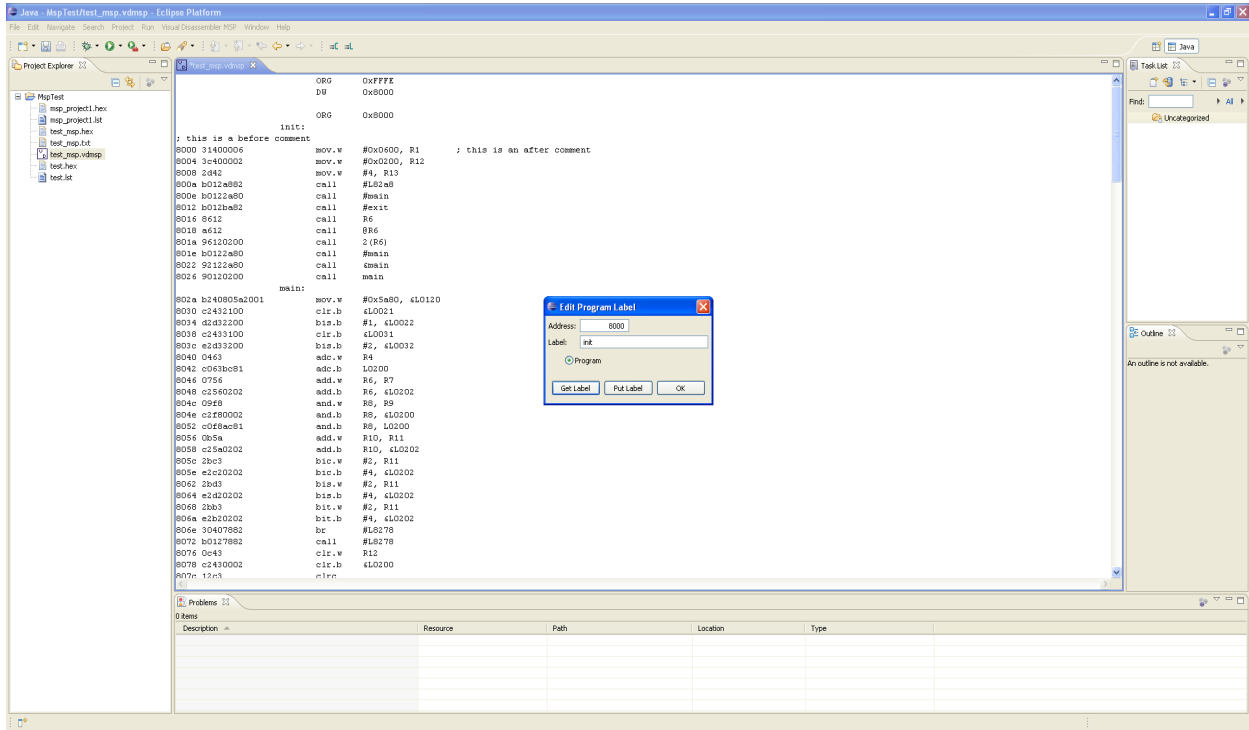 Java - MspTest/test_msp.vdmsp - Eclipse Platform
File Edit Navigate Search Project Run Visual Disassembler MSP Window Help
Java
Project Explorer
MspTest
msp_project1.hex
msp_project1.lst
test_msp.hex
test_msp.txt
test_msp.vdmsp
test.hex
test.lst
*test_msp.vdmsp
ORG 0xFFFE
DW 0x8000
ORG 0x8000
init:
; this is a before comment
8000 31400006 mov.w #0x0600, R1 ; this is an after comment
8004 3c400002 mov.w #0x0200, R12
8008 2d42 mov.w #4, R13
800a b012a882 call #L82a8
800e b0122a80 call #main
8012 b012ba82 call #exit
8016 8612 call R6
8018 a612 call @R6
801a 96120200 call 2(R6)
801e b0122a80 call #main
8022 92122a80 call &main
8026 90120200 call main
main:
802a b240805a2001 mov.w #0x5a80, &L0120
8030 c2432100 clr.b &L0021
8034 d2d32200 bis.b #1, &L0022
8038 c2433100 clr.b &L0031
803c e2d33200 bis.b #2, &L0032
8040 0463 adc.w R4
8042 c063bc81 adc.b L0200
8046 0756 add.w R6, R7
8048 c2560202 add.b R6, &L0202
804c 09f8 and.w R8, R9
804e c2f80002 and.b R8, &L0200
8052 c0f8ac81 and.b R8, L0200
8056 0b5a add.w R10, R11
8058 c25a0202 add.b R10, &L0202
805c 2bc3 bic.w #2, R11
805e e2c20202 bic.b #4, &L0202
8062 2bd3 bis.w #2, R11
8064 e2d20202 bis.b #4, &L0202
8068 2bb3 bit.w #2, R11
806a e2b20202 bit.b #4, &L0202
806e 30407882 br #L8278
8072 b0127882 call #L8278
8076 0c43 clr.w R12
8078 c2430002 clr.b &L0200
807c 12c3 clrc
Edit Program Label
Address: 8000
Label: init
Program
Get Label Put Label OK
Task List
Find: All
Uncategorized
Outline
An outline is not available.
Problems
0 items
Description Resource Path Location Type